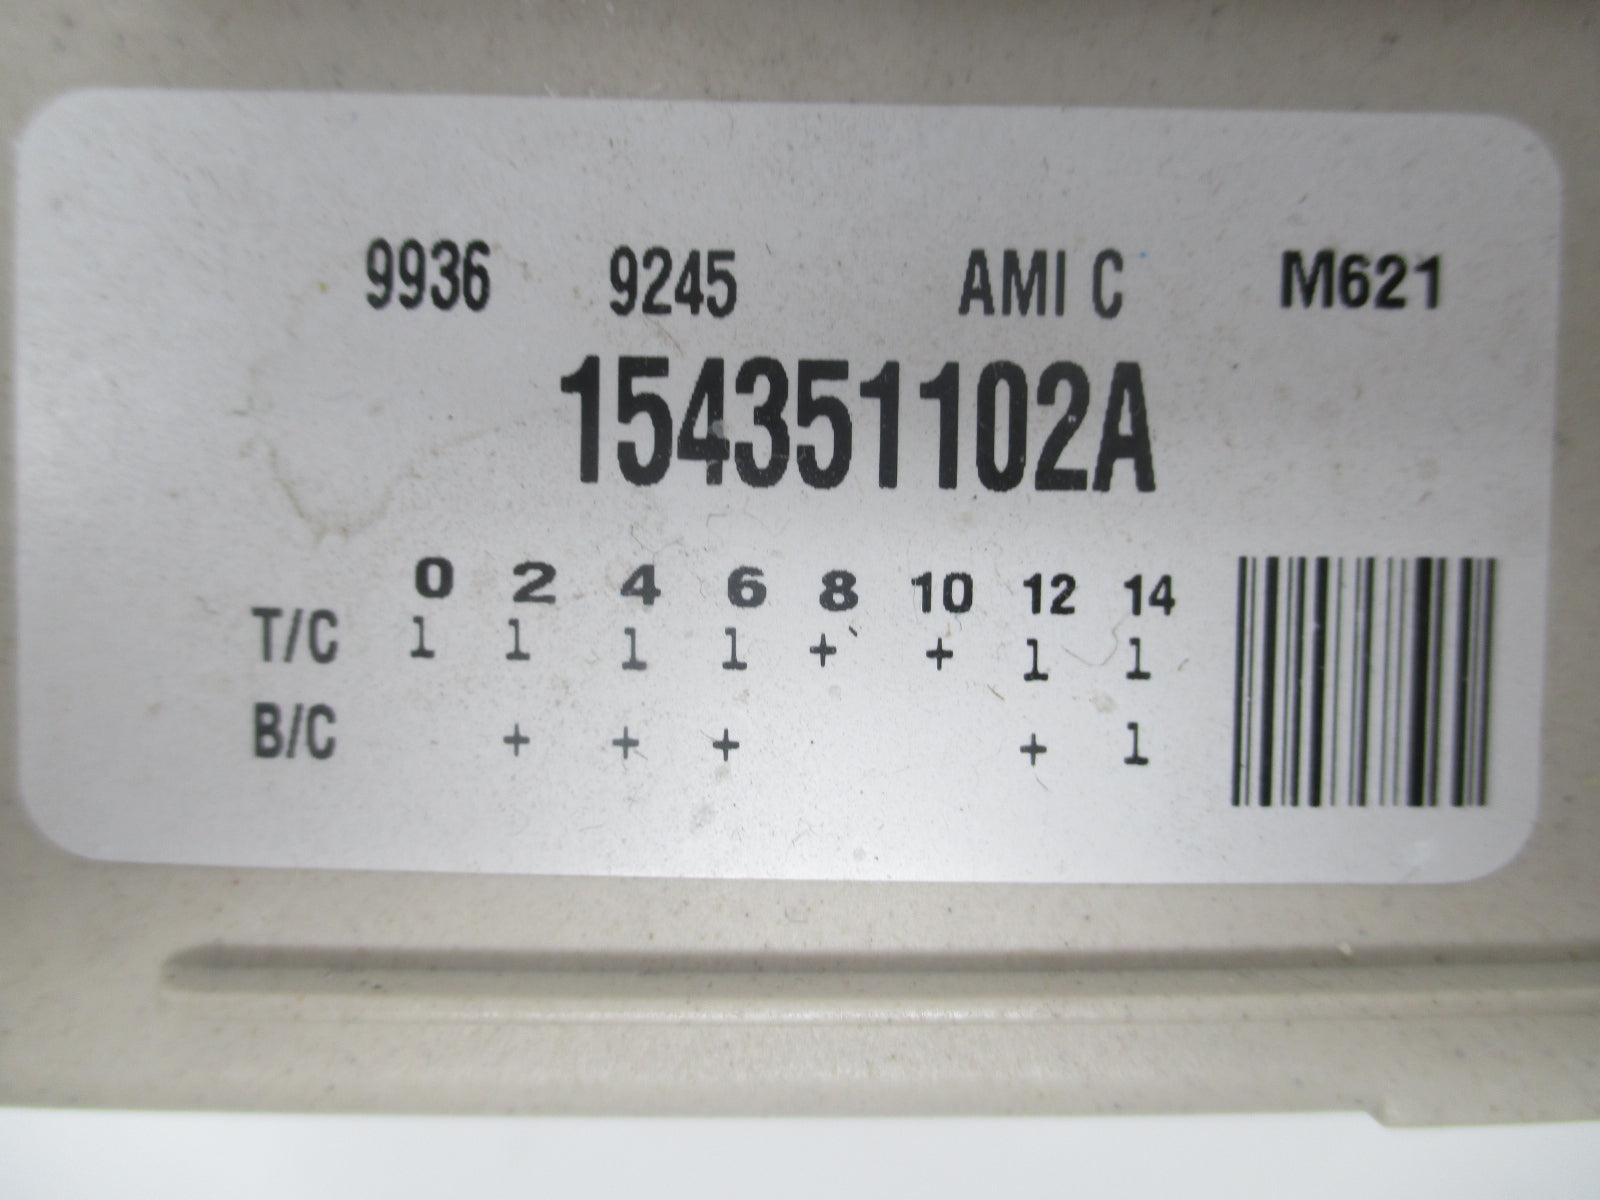 9936 9245 AMI C M621
154351102A
0 2 4 6 8 10 12 14
T/C 1 1 1 1 + + 1 1
B/C + + + + 1